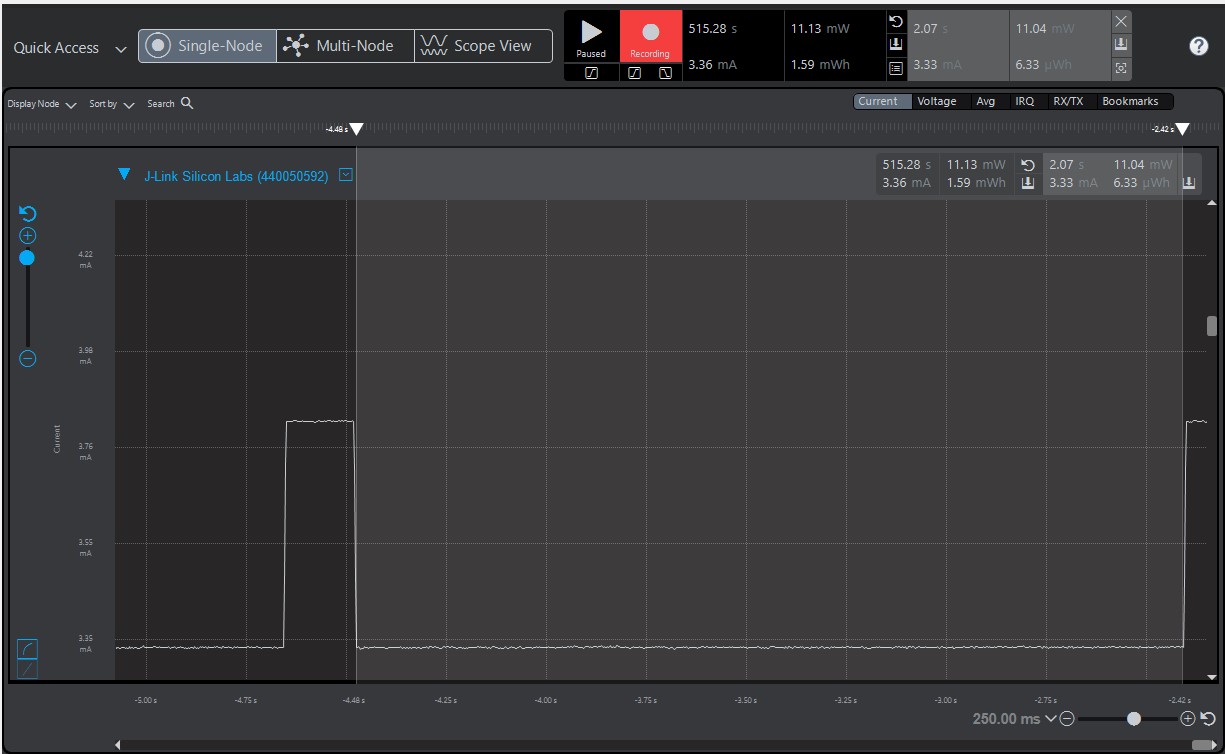 Quick Access
Single-Node
Multi-Node
Scope View
Paused
Recording
515.28 s
11.13 mW
3.36 mA
1.59 mWh
2.07 s
11.04 mW
3.33 mA
6.33 µWh
Display Node
Sort by
Search
Current
Voltage
Avg
IRQ
RX/TX
Bookmarks
-4.48 s
-2.42 s
J-Link Silicon Labs (440050592)
515.28 s
11.13 mW
2.07 s
11.04 mW
3.36 mA
1.59 mWh
3.33 mA
6.33 µWh
4.22
mA
3.98
mA
Current
3.76
mA
3.55
mA
3.35
mA
-5.00 s
-4.75 s
-4.48 s
-4.25 s
-4.00 s
-3.75 s
-3.50 s
-3.25 s
-3.00 s
-2.75 s
-2.42 s
250.00 ms